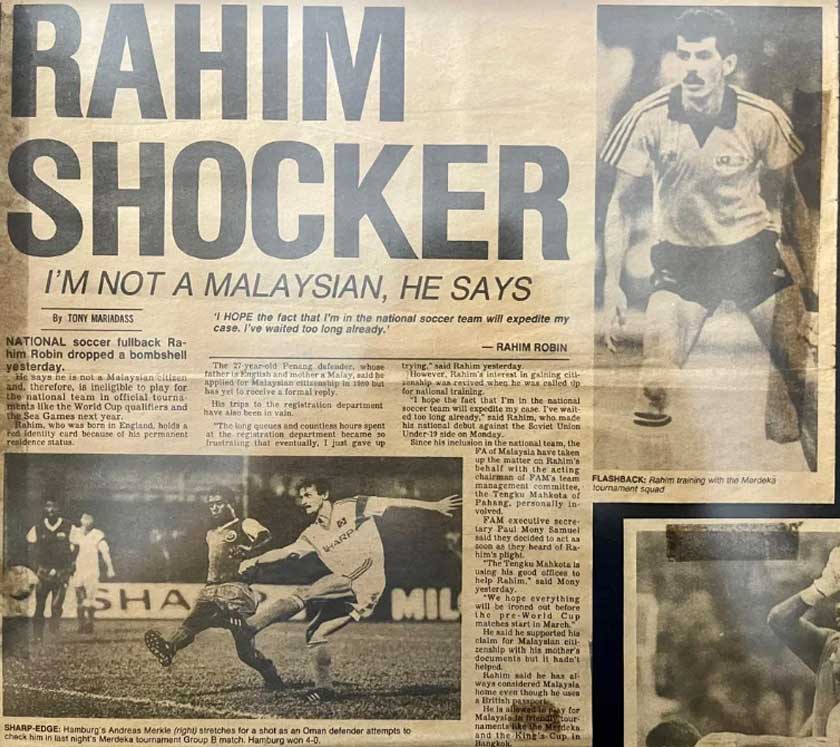 RAHIM
SHOCKER
I'M NOT A MALAYSIAN, HE SAYS
By TONY MARIADASS
'I HOPE the fact that I'm in the national soccer team will expedite my
case. I've waited too long already.'
— RAHIM ROBIN
NATIONAL soccer fullback Ra-
him Robin dropped a bombshell
yesterday.
He says he is not a Malaysian citizen
and, therefore, is ineligible to play for
the national team in official tourna-
ments like the World Cup qualifiers and
the Sea Games next year.
Rahim, who was born in England, holds a
red identity card because of his permanent
residence status.
The 27-year-old Penang defender, whose
father is English and mother a Malay, said he
applied for Malaysian citizenship in 1980 but
has yet to receive a formal reply.
His trips to the registration department
have also been in vain.
"The long queues and countless hours spent
at the registration department became so
frustrating that eventually, I just gave up
trying," said Rahim yesterday.
However, Rahim's interest in gaining citi-
zenship was revived when he was called up
for national training.
"I hope the fact that I'm in the national
soccer team will expedite my case. I've wait-
ed too long already," said Rahim, who made
his national debut against the Soviet Union
Under-19 side on Monday.
Since his inclusion in the national team, the
FA of Malaysia have taken
up the matter on Rahim's
behalf with the acting
chairman of FAM's team
management committee,
the Tengku Mahkota of
Pahang, personally in-
volved.
FAM executive secre-
tary Paul Mony Samuel
said they decided to act as
soon as they heard of Ra-
him's plight.
"The Tengku Mahkota is
using his good offices to
help Rahim," said Mony
yesterday.
"We hope everything
will be ironed out before
the pre-World Cup
matches start in March."
He said he supported his
claim for Malaysian citi-
zenship with his mother's
documents but it hadn't
helped.
Rahim said he has al-
ways considered Malaysia
home even though he uses
a British passport.
He is allowed to play for
Malaysia in friendly tour-
naments like the Merdeka
and the King's Cup in
Bangkok.
FLASHBACK: Rahim training with the Merdeka
tournament squad
SHARP
SHA
MIL
SHARP-EDGE: Hamburg's Andreas Merkle (right) stretches for a shot as an Oman defender attempts to
check him in last night's Merdeka tournament Group B match. Hamburg won 4-0.